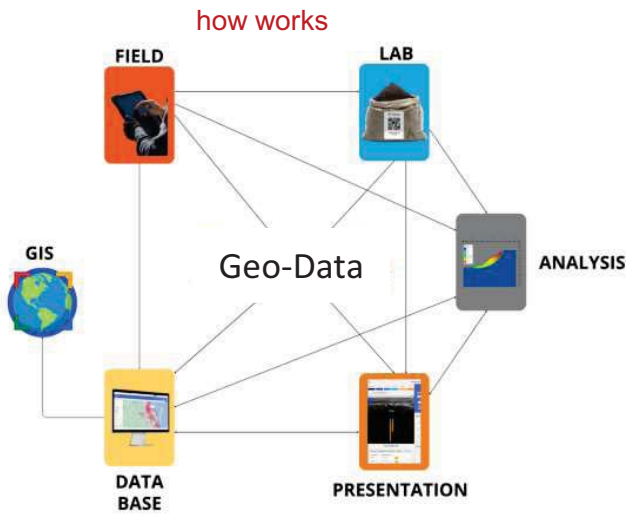 how works
FIELD
LAB
GIS
Geo-Data
ANALYSIS
DATA
BASE
PRESENTATION